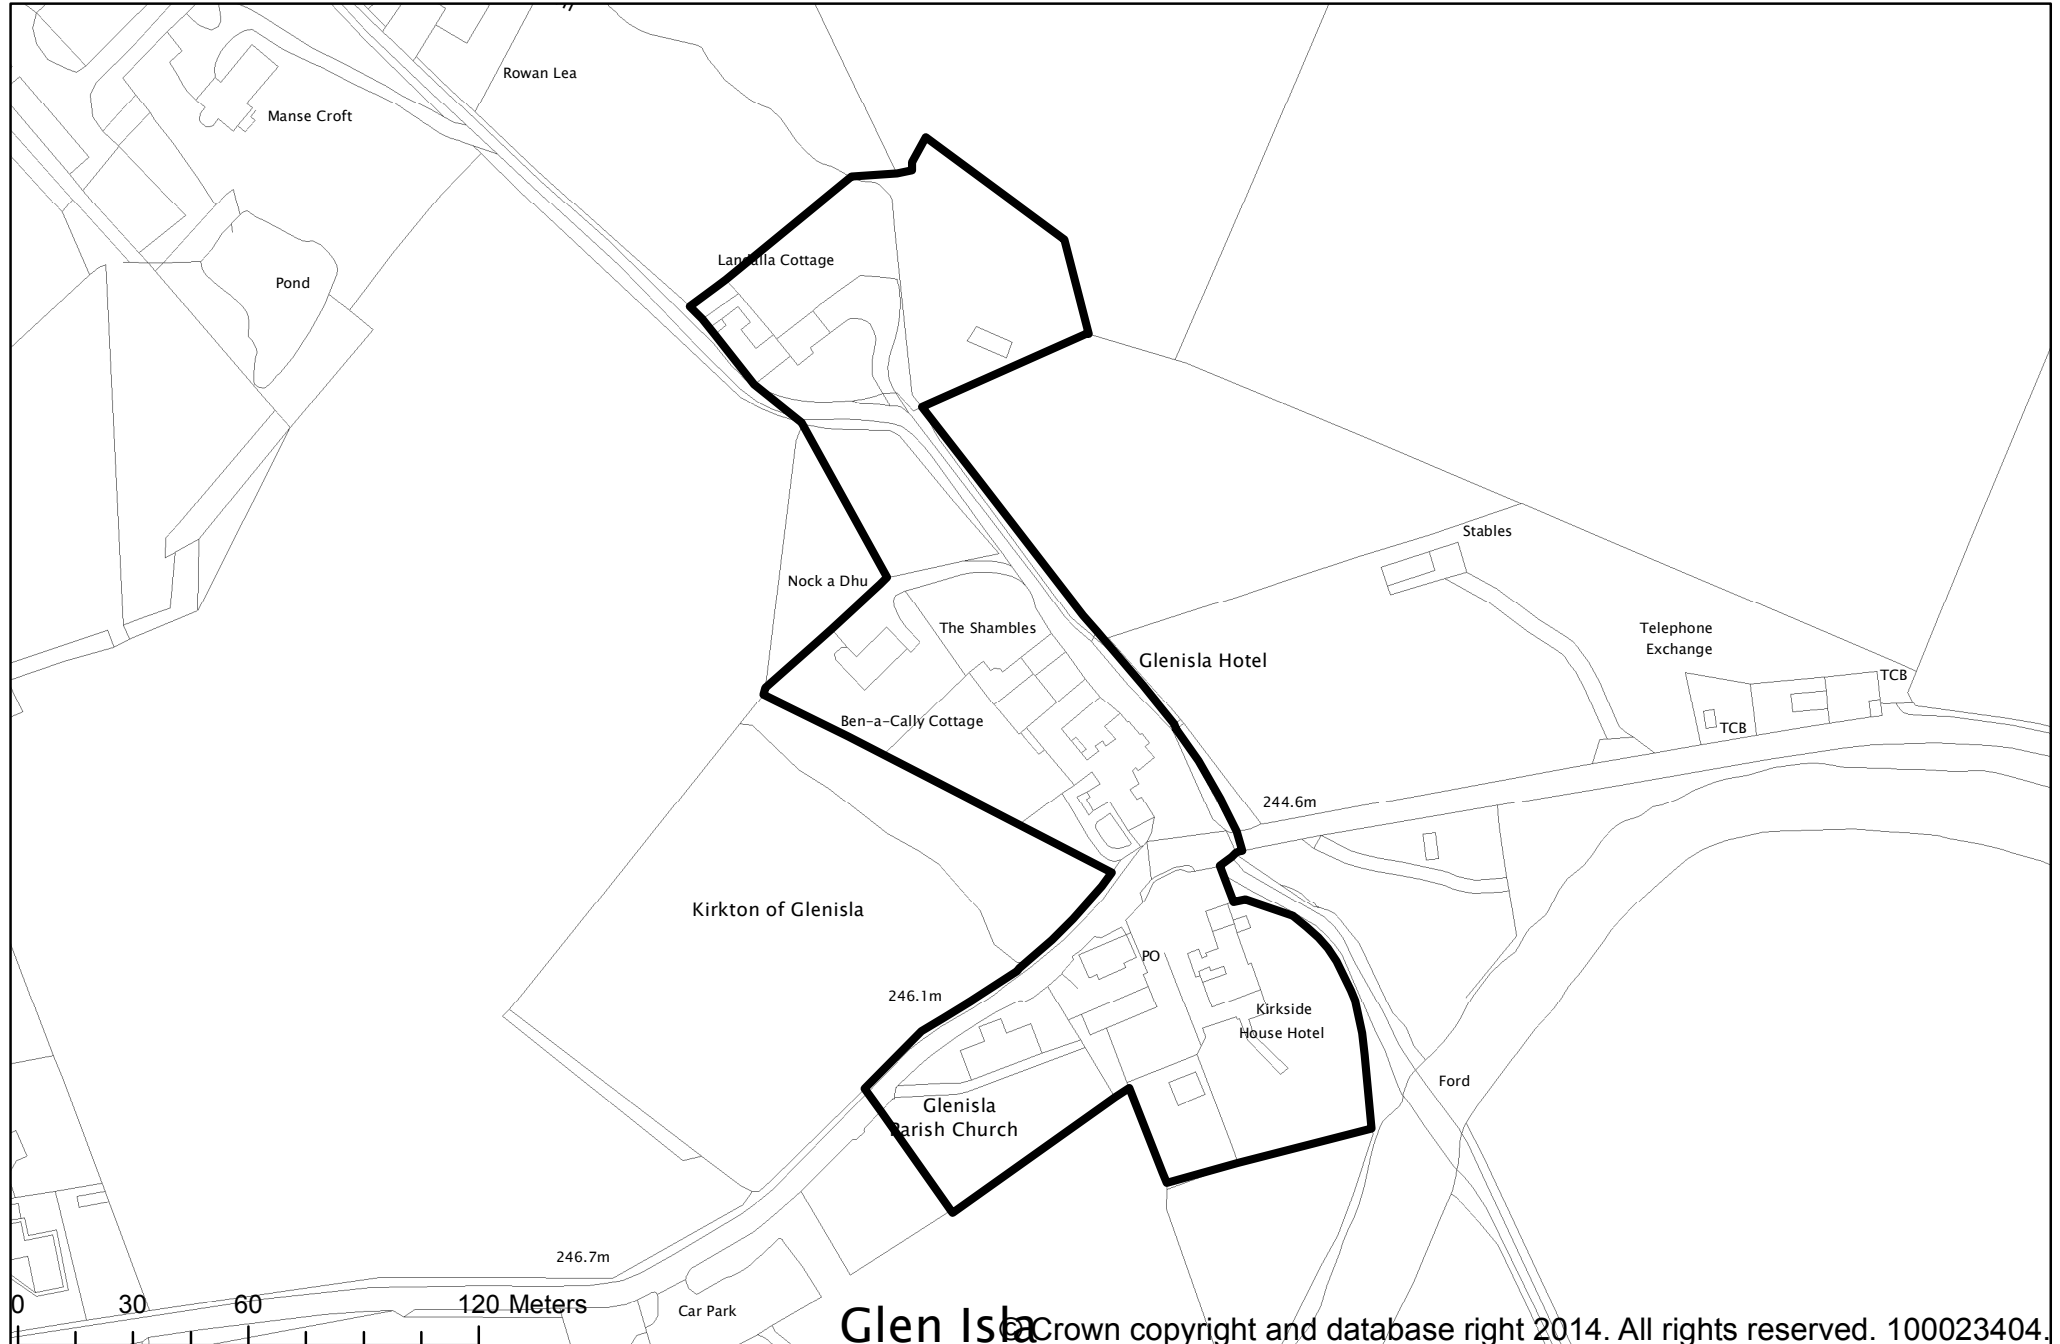 Rowan Lea
Manse Croft
Landalla Cottage
Pond
Stables
Nock a Dhu
The Shambles
Telephone
Exchange
Glenisla Hotel
TCB
Ben-a-Cally Cottage
TCB
244.6m
Kirkton of Glenisla
PO
246.1m
Kirkside
House Hotel
Ford
Glenisla
Parish Church
246.7m
0 30 60 120 Meters
Car Park
Glen Isla
© Crown copyright and database right 2014. All rights reserved. 100023404.